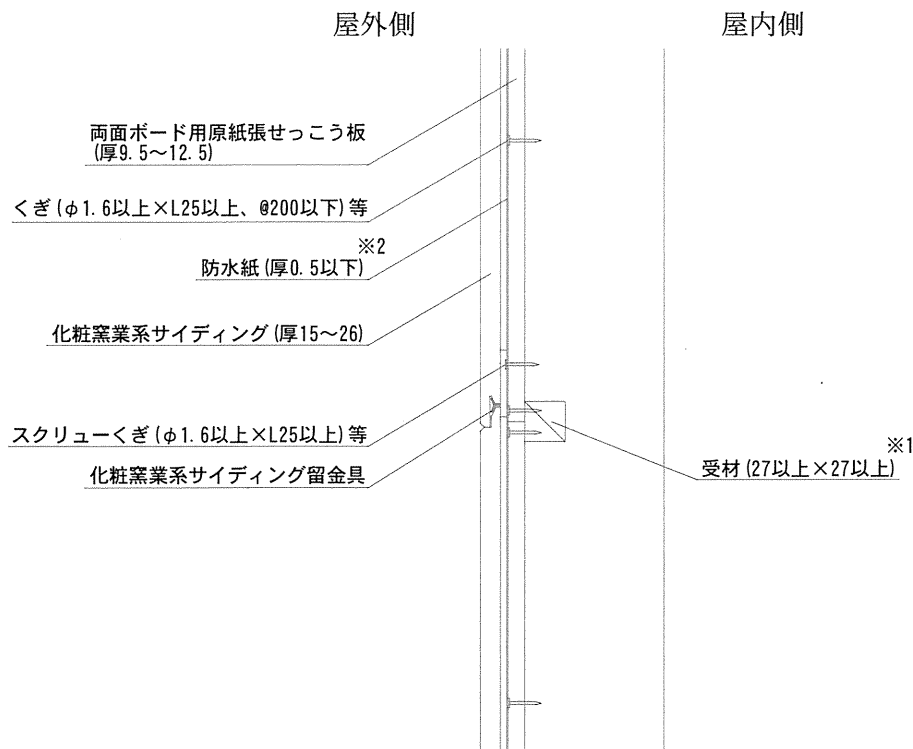 屋外側
屋内側
両面ボード用原紙張せっこう板
(厚9.5～12.5)
くぎ(φ1.6以上×L25以上、@200以下)等
※2
防水紙(厚0.5以下)
化粧窯業系サイディング(厚15～26)
スクリューくぎ(φ1.6以上×L25以上)等
化粧窯業系サイディング留金具
※1
受材(27以上×27以上)